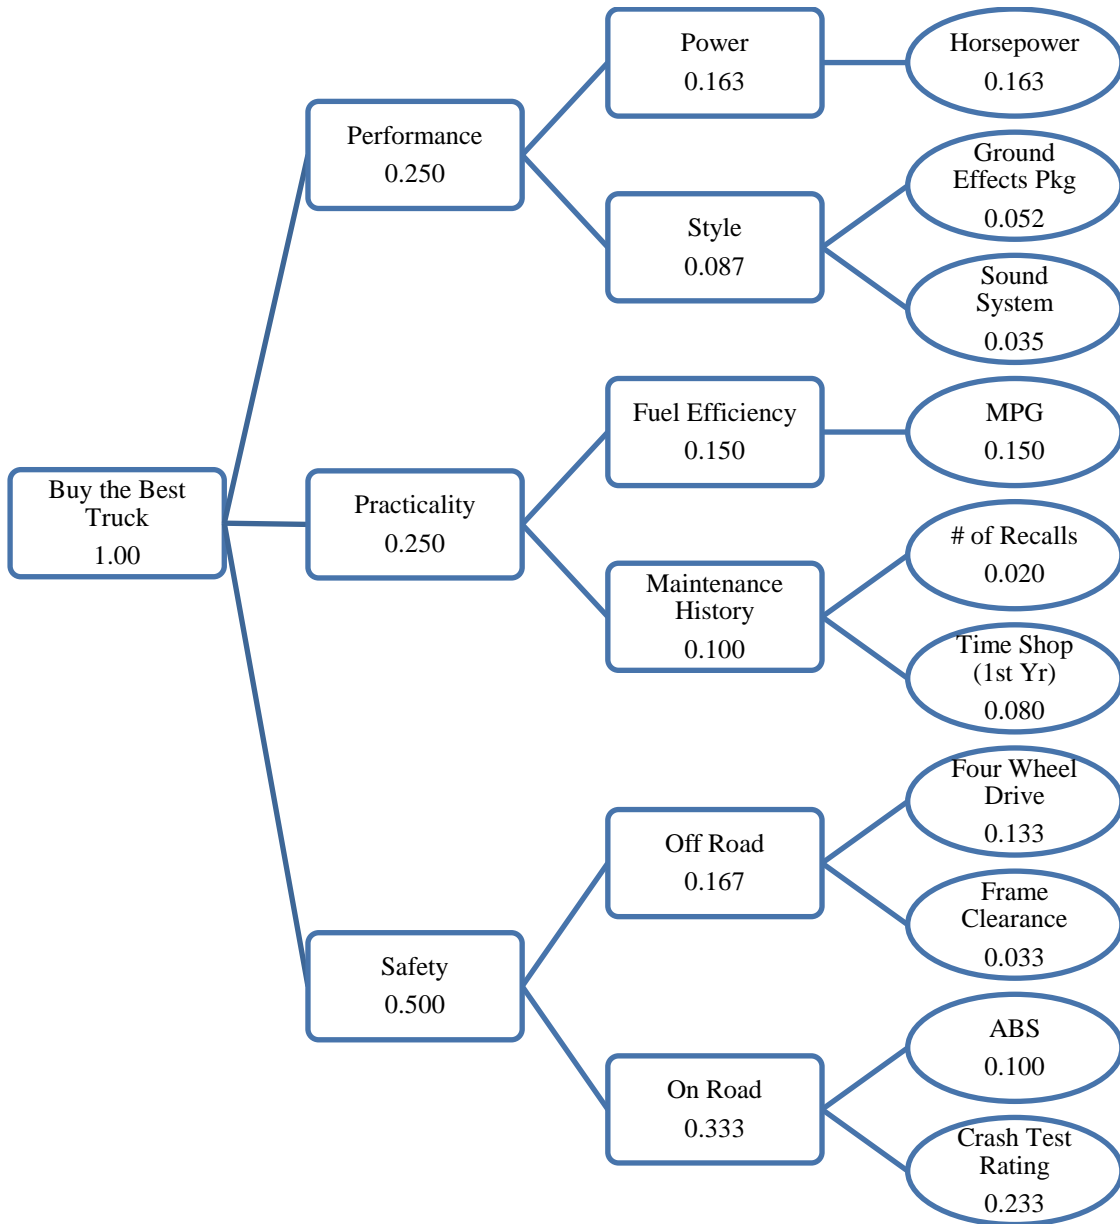 Buy the Best
Truck
1.00
Performance
0.250
Power
0.163
Horsepower
0.163
Style
0.087
Ground
Effects Pkg
0.052
Sound
System
0.035
Practicality
0.250
Fuel Efficiency
0.150
MPG
0.150
Maintenance
History
0.100
# of Recalls
0.020
Time Shop
(1st Yr)
0.080
Safety
0.500
Off Road
0.167
Four Wheel
Drive
0.133
Frame
Clearance
0.033
On Road
0.333
ABS
0.100
Crash Test
Rating
0.233